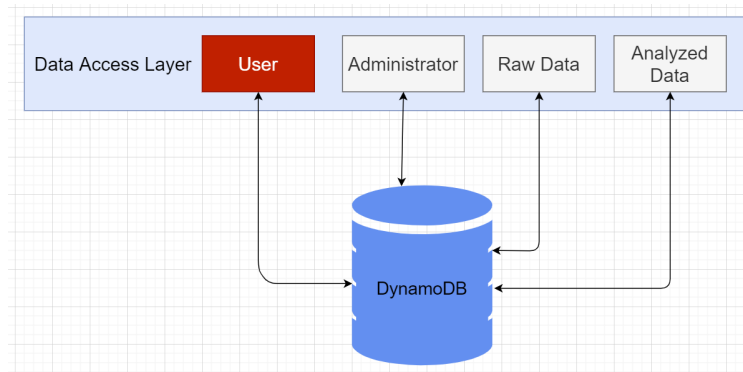 Data Access Layer
User
Administrator
Raw Data
Analyzed
Data
DynamoDB